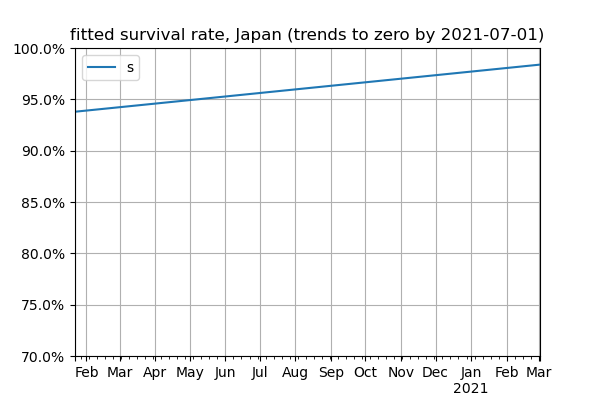 fitted survival rate, Japan (trends to zero by 2021-07-01)
100.0%
s
95.0%
90.0%
85.0%
80.0%
75.0%
70.0%
Feb Mar Apr May Jun Jul Aug Sep Oct Nov Dec Jan Feb Mar
2021